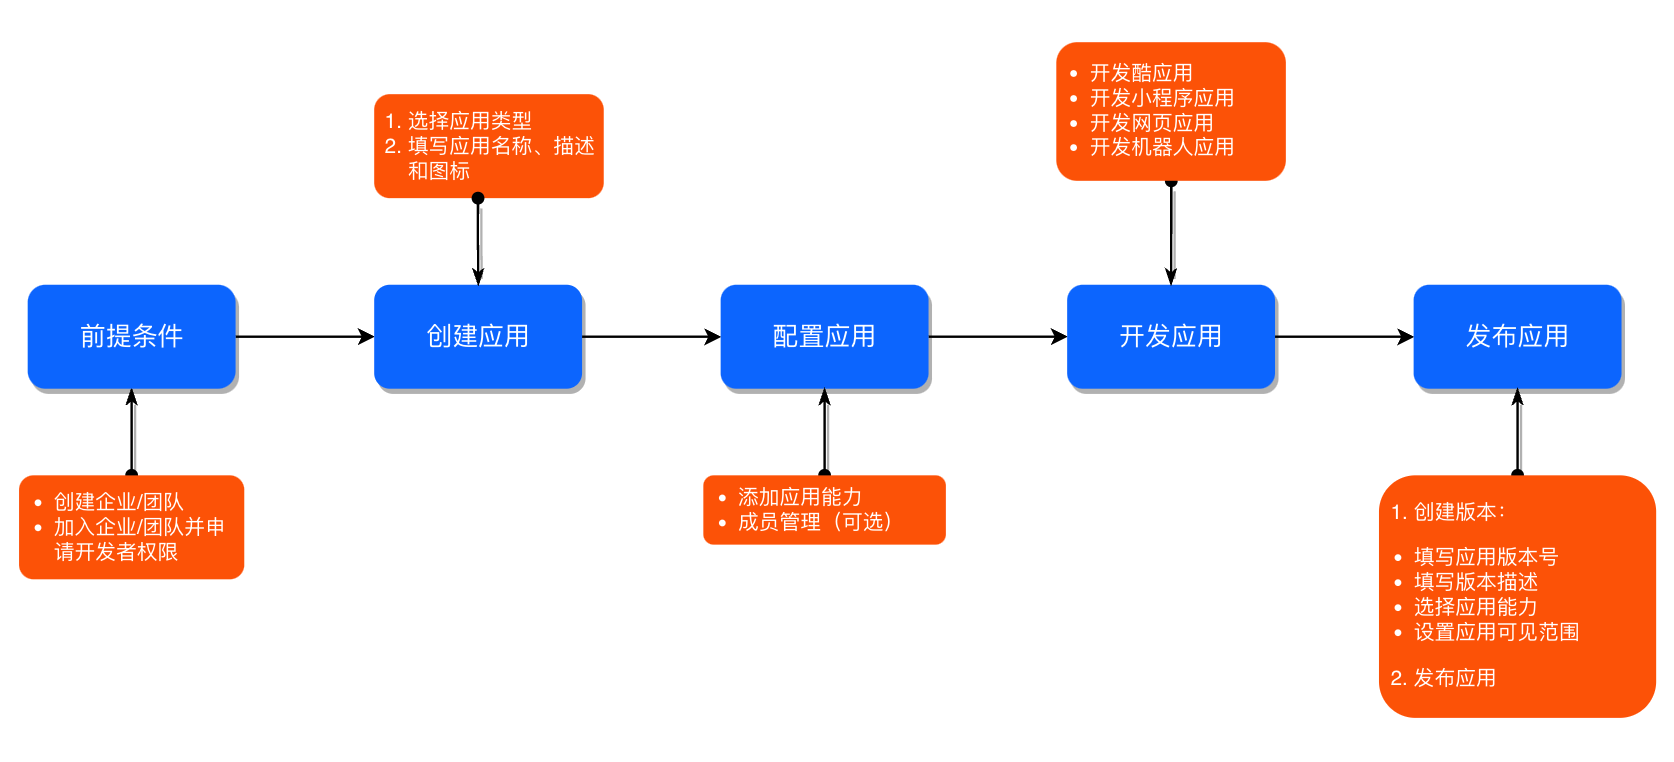 开发酷应用
开发小程序应用
开发网页应用
开发机器人应用
1. 选择应用类型
2. 填写应用名称、描述
和图标
前提条件
创建应用
配置应用
开发应用
发布应用
创建企业/团队
加入企业/团队并申
请开发者权限
添加应用能力
成员管理（可选）
1. 创建版本：
填写应用版本号
填写版本描述
选择应用能力
设置应用可见范围
2. 发布应用